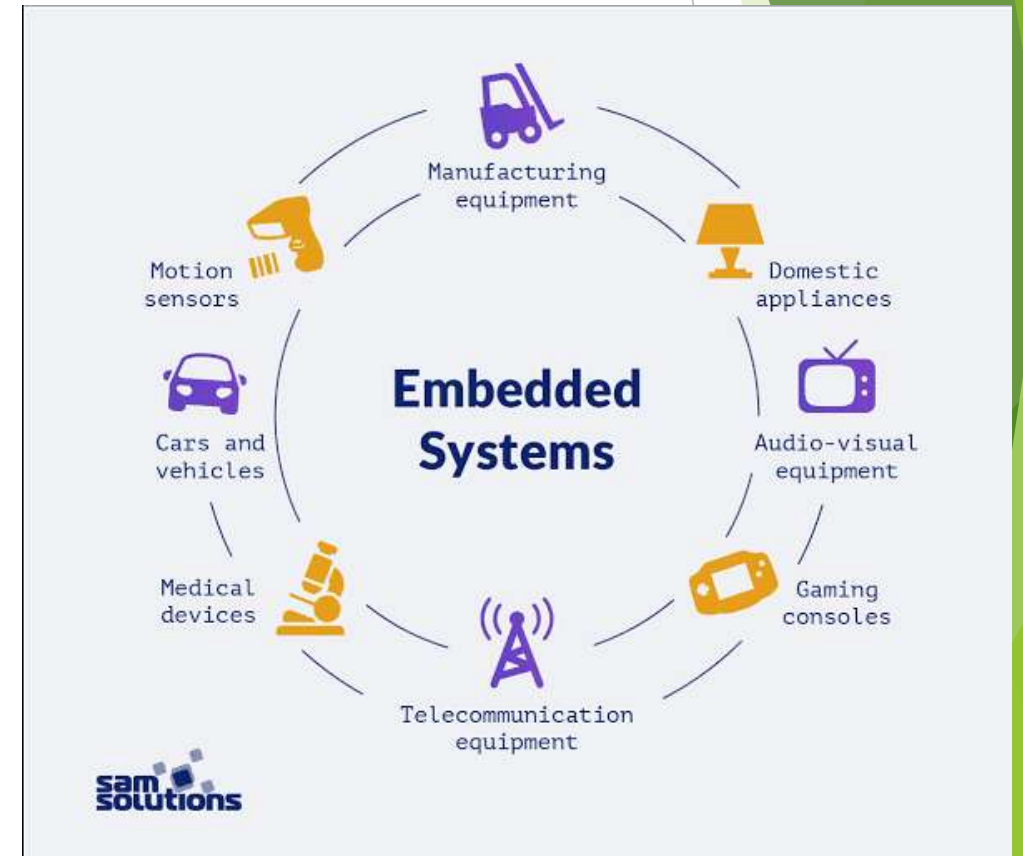 Manufacturing
equipment
Motion
sensors
Domestic
appliances
Embedded
Systems
Cars and
vehicles
Audio-visual
equipment
Medical
devices
Gaming
consoles
Telecommunication
equipment
sam
solutions